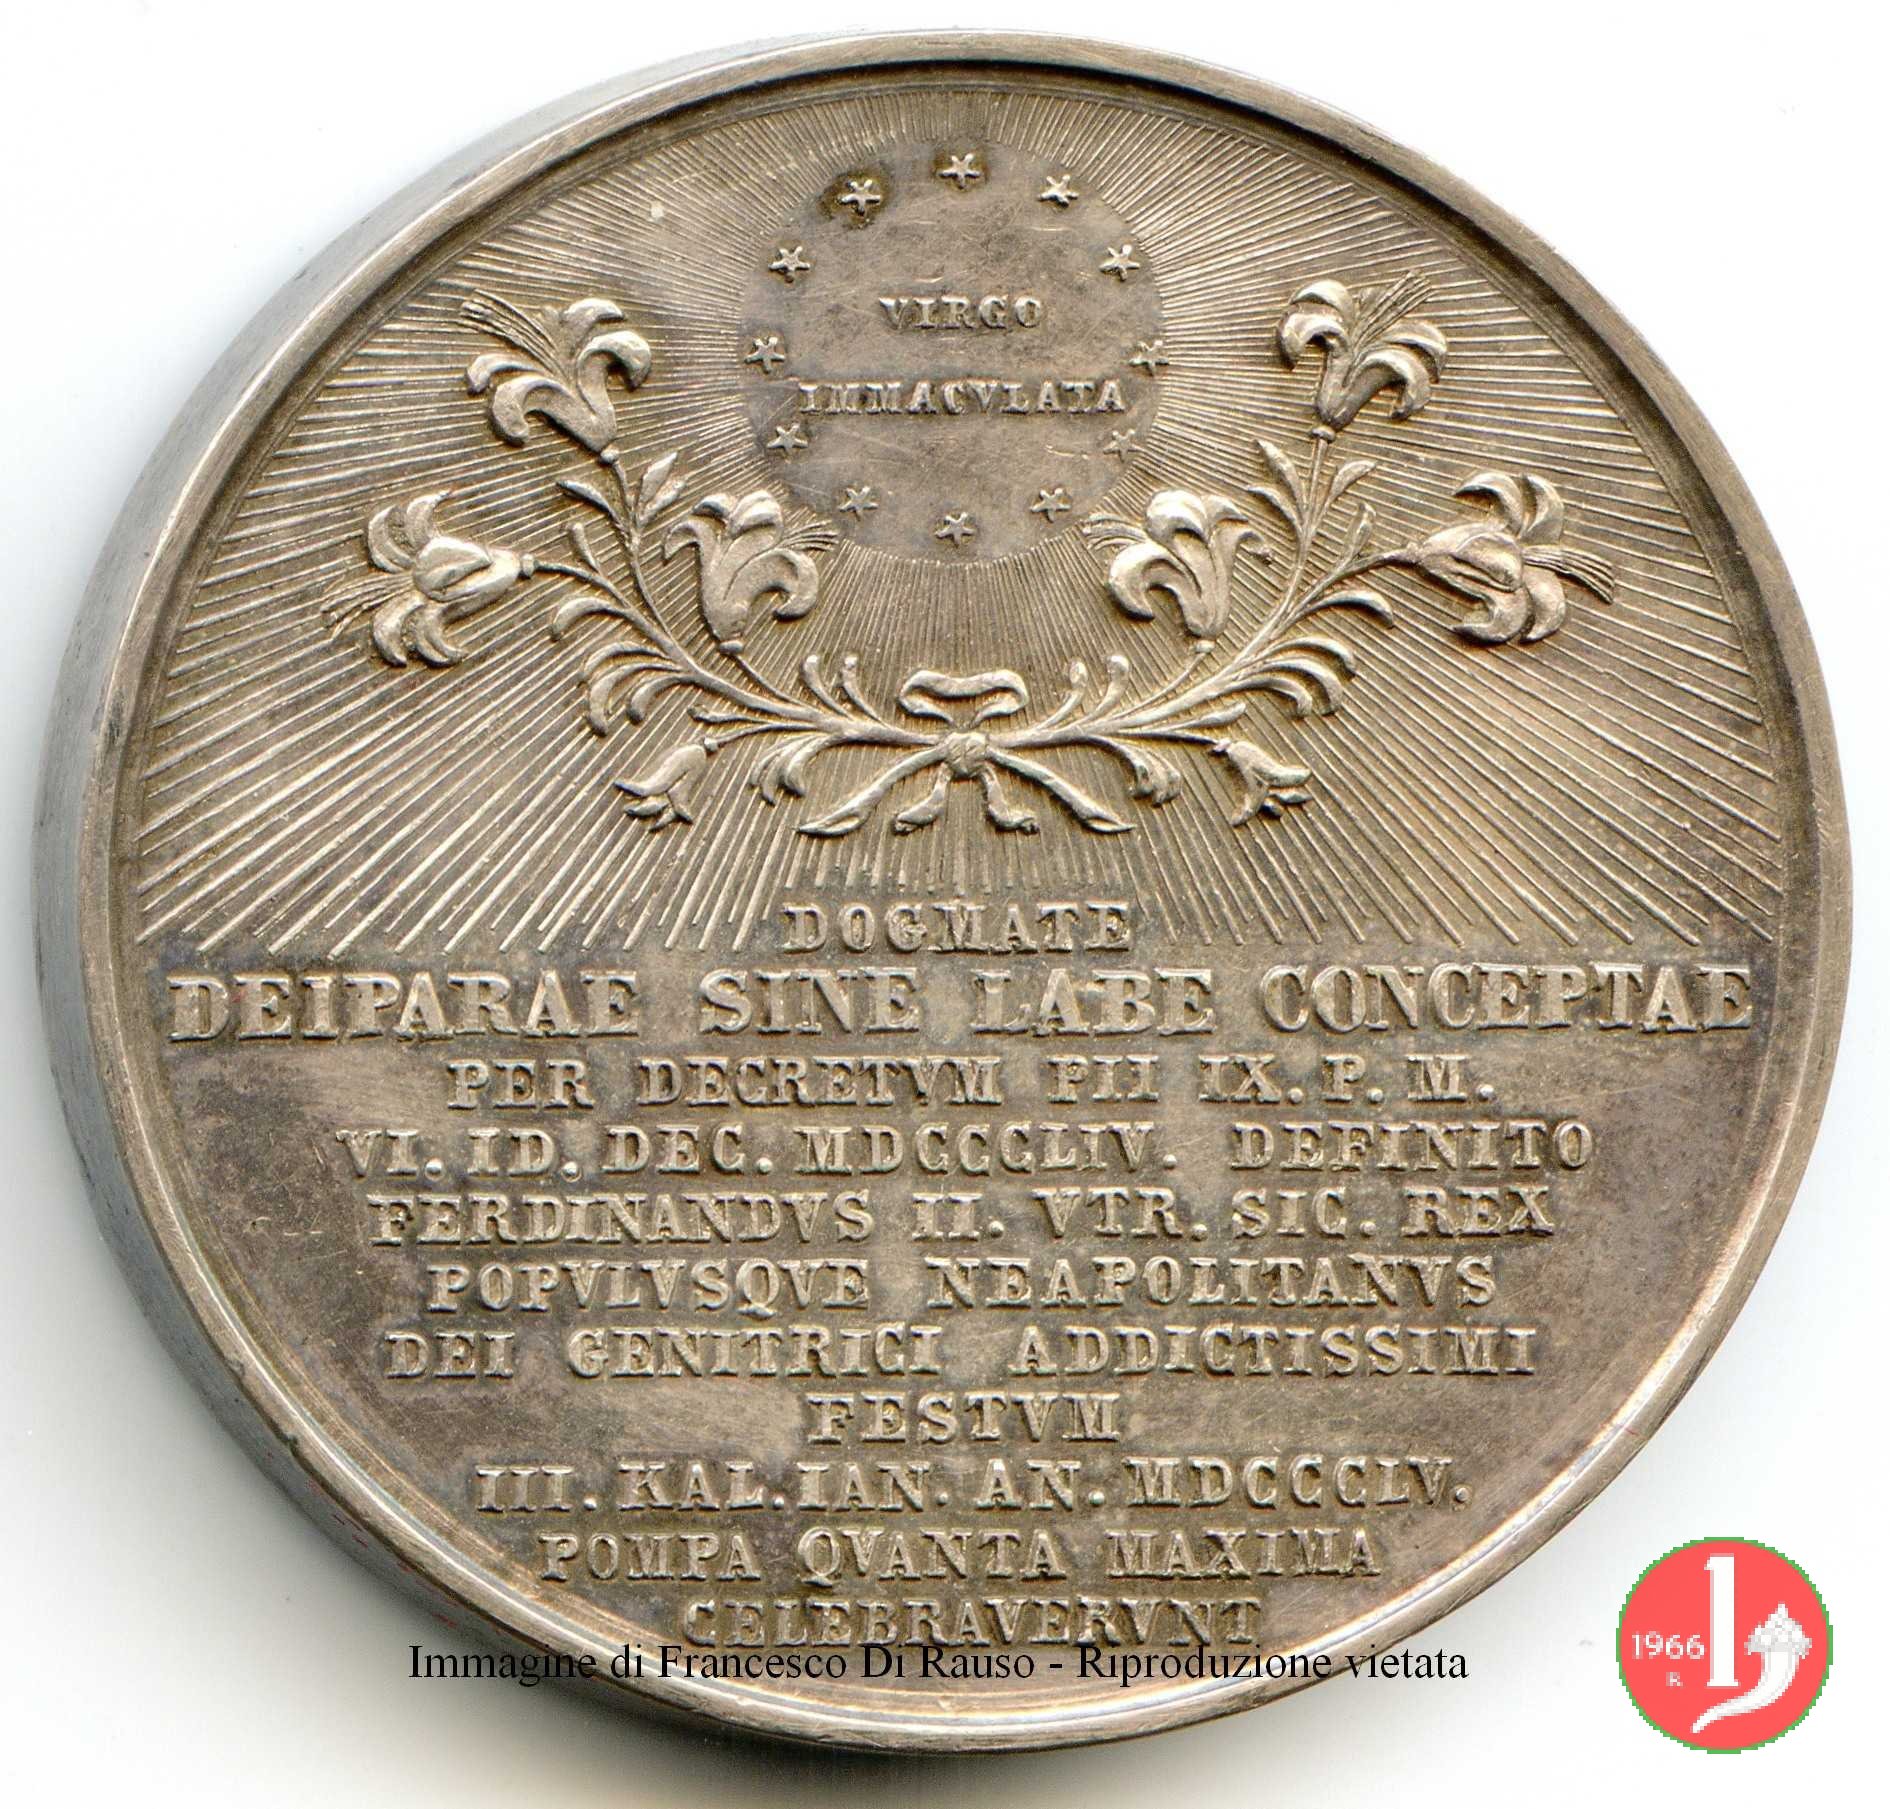 VIRGO
IMMACVLATA
DOGMATE
DEIPARAE SINE LABE CONCEPTAE
PER DECRETVM PII IX. P. M.
VI. ID. DEC. MDCCCLIV. DEFINITO
FERDINANDVS II. VTR. SIC. REX
POPVLVSQVE NEAPOLITANVS
DEI GENITRICI ADDICTISSIMI
FESTVM
III. KAL. IAN. AN. MDCCCLV.
POMPA QVANTA MAXIMA
CELEBRAVERVNT
Immagine di Francesco Di Rauso - Riproduzione vietata
1966 1
R